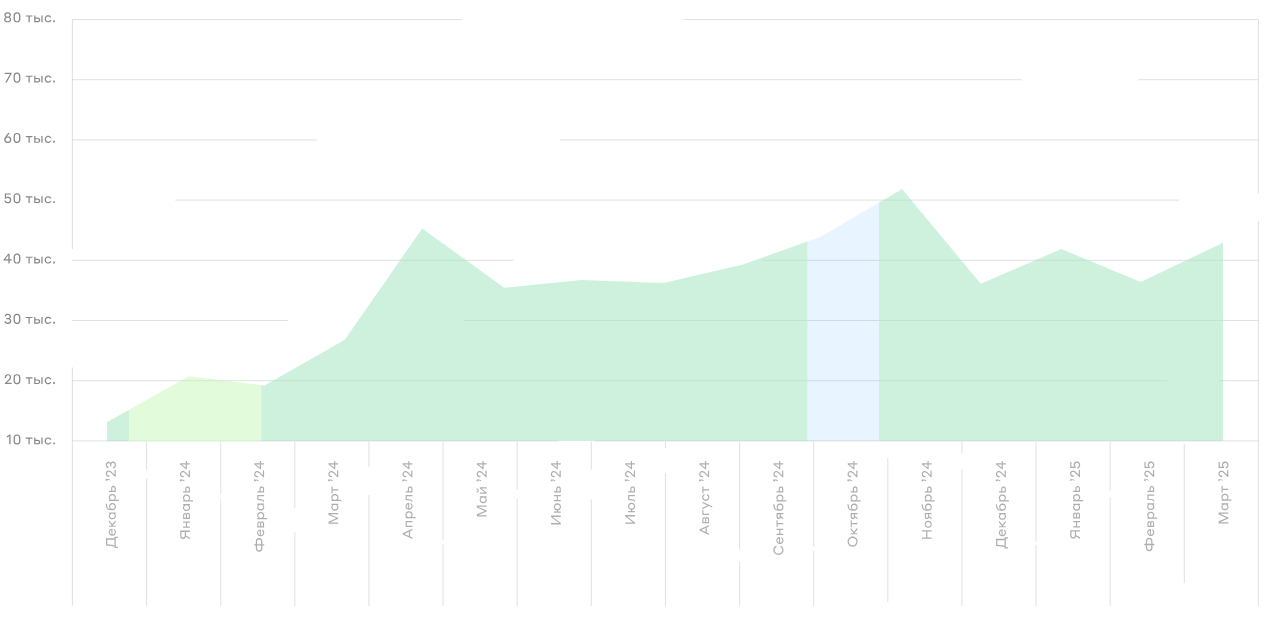 80 тыс.
70 тыс.
60 тыс.
50 тыс.
40 тыс.
30 тыс.
20 тыс.
10 тыс.
Декабрь '23
Январь '24
Февраль '24
Март '24
Апрель '24
Май '24
Июнь '24
Июль '24
Август '24
Сентябрь '24
Октябрь '24
Ноябрь '24
Декабрь '24
Январь '25
Февраль '25
Март '25